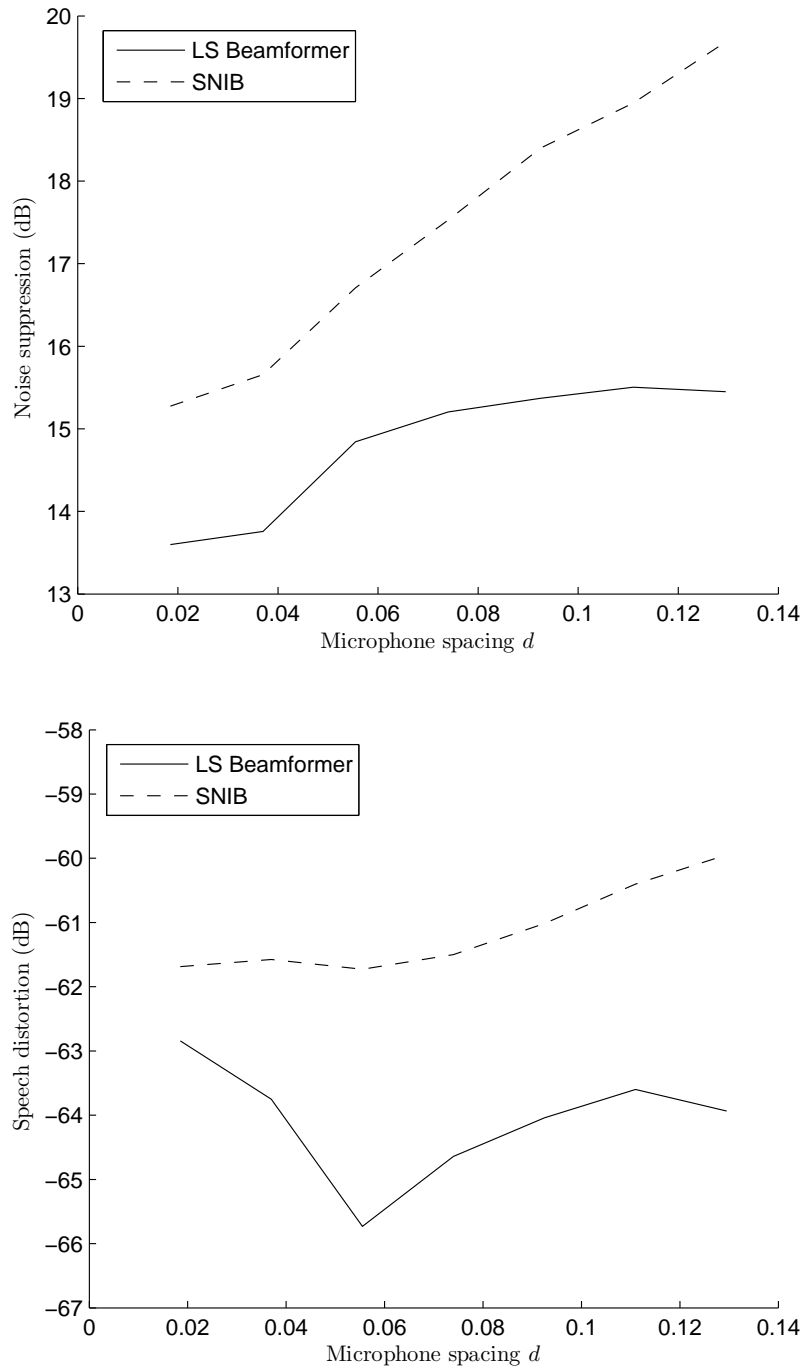 20
19
18
17
16
15
14
13
Noise suppression (dB)
LS Beamformer
SNIB
0 0.02 0.04 0.06 0.08 0.1 0.12 0.14
Microphone spacing d
−58
−59
−60
−61
−62
−63
−64
−65
−66
−67
Speech distortion (dB)
LS Beamformer
SNIB
0 0.02 0.04 0.06 0.08 0.1 0.12 0.14
Microphone spacing d